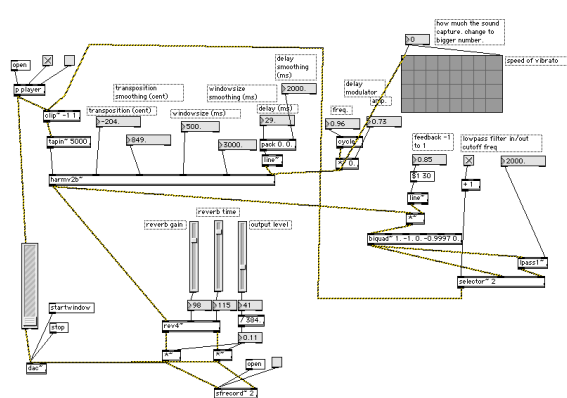 how much the sound
capture. change to
bigger number.
0
open
speed of vibrato
delay
smoothing
(ms)
p player
transposition
smoothing (cent)
windowsize
smoothing (ms)
2000.
delay
modulator
amp.
clip~ -1 1.
transposition (cent)
windowsize (ms)
delay (ms)
freq.
-204.
500.
29.
0.96
0.73
tapin~ 5000.
849.
3000.
pack 0. 0.
cycle~
feedback -1
to 1
lowpass filter in/out
cutoff freq
line~
*~ 0.
0.85
2000.
harmv2b~
$1 30
+ 1
line~
*~
reverb time
reverb gain
output level
biquad~ 1. -1. 0. -0.9997 0.
lpass1~
selector~ 2
98
115
41
startwindow
rev4~
/ 384.
stop
0.11
*~
*~
dac~
open
sfrecord~ 2